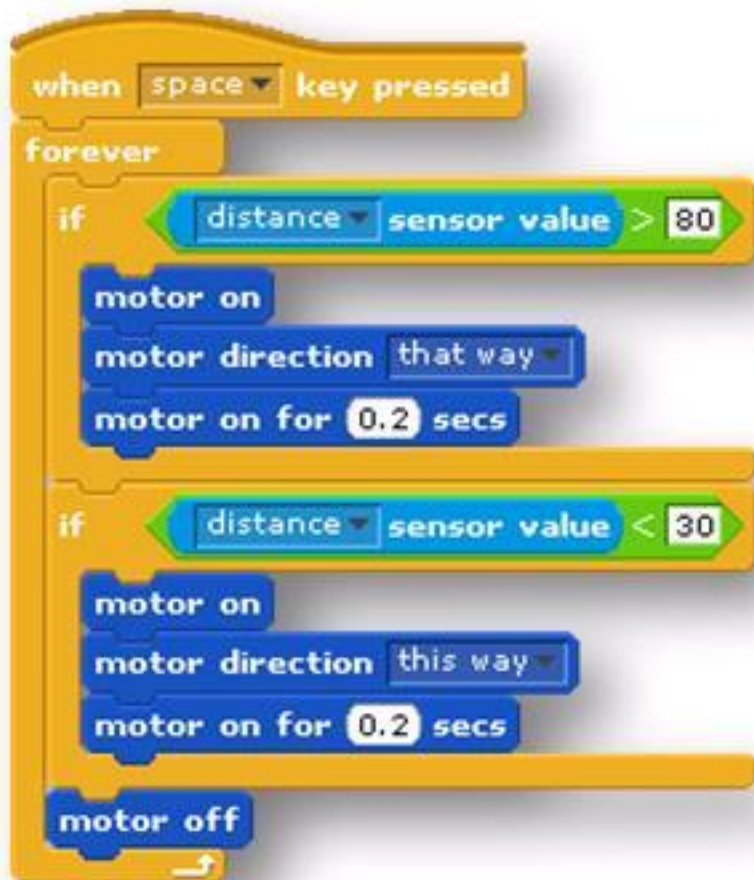 when space key pressed
forever
if distance sensor value > 80
motor on
motor direction that way
motor on for 0.2 secs
if distance sensor value < 30
motor on
motor direction this way
motor on for 0.2 secs
motor off